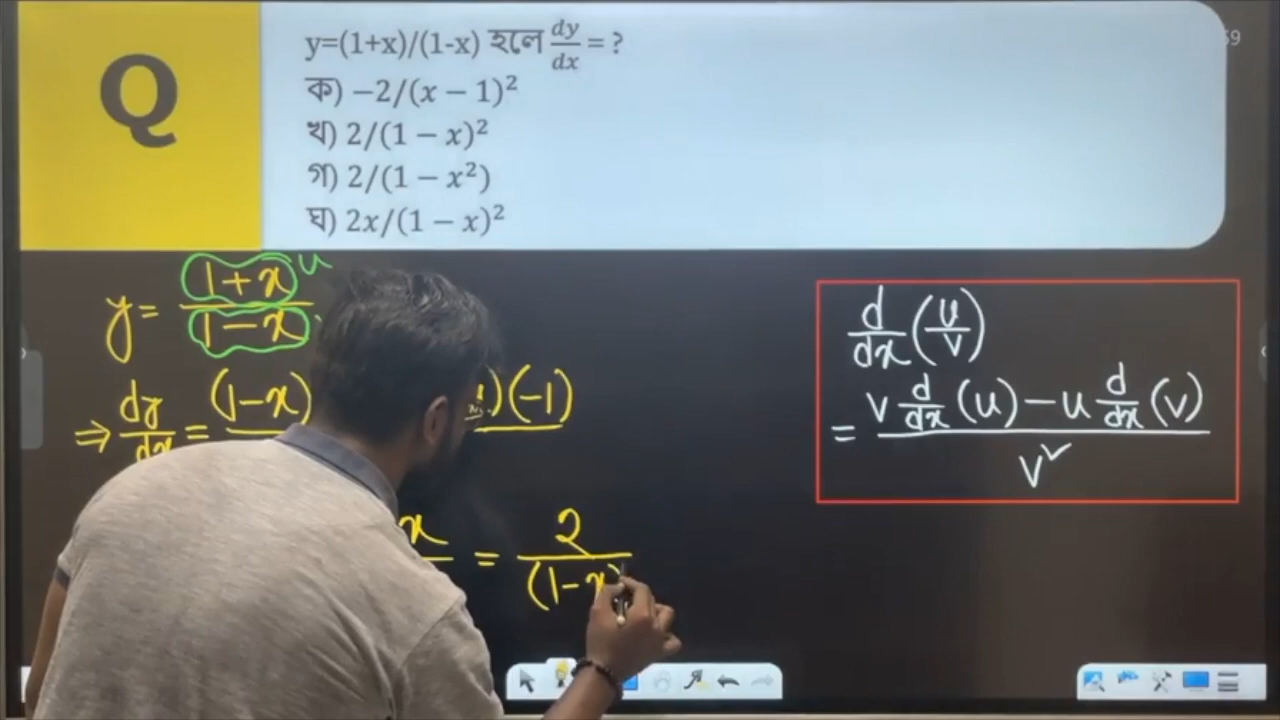 Q
y=(1+x)/(1-x) হলে dy/dx = ?
ক) −2/(x − 1)²
খ) 2/(1 − x)²
গ) 2/(1 − x²)
ঘ) 2x/(1 − x)²
y = (1+x)/(1−x) u
⇒ dy/dx = (1−x) )(−1)
x = 2/(1−x)
d/dx (u/v)
= (v d/dx (u) − u d/dx (v))/v²